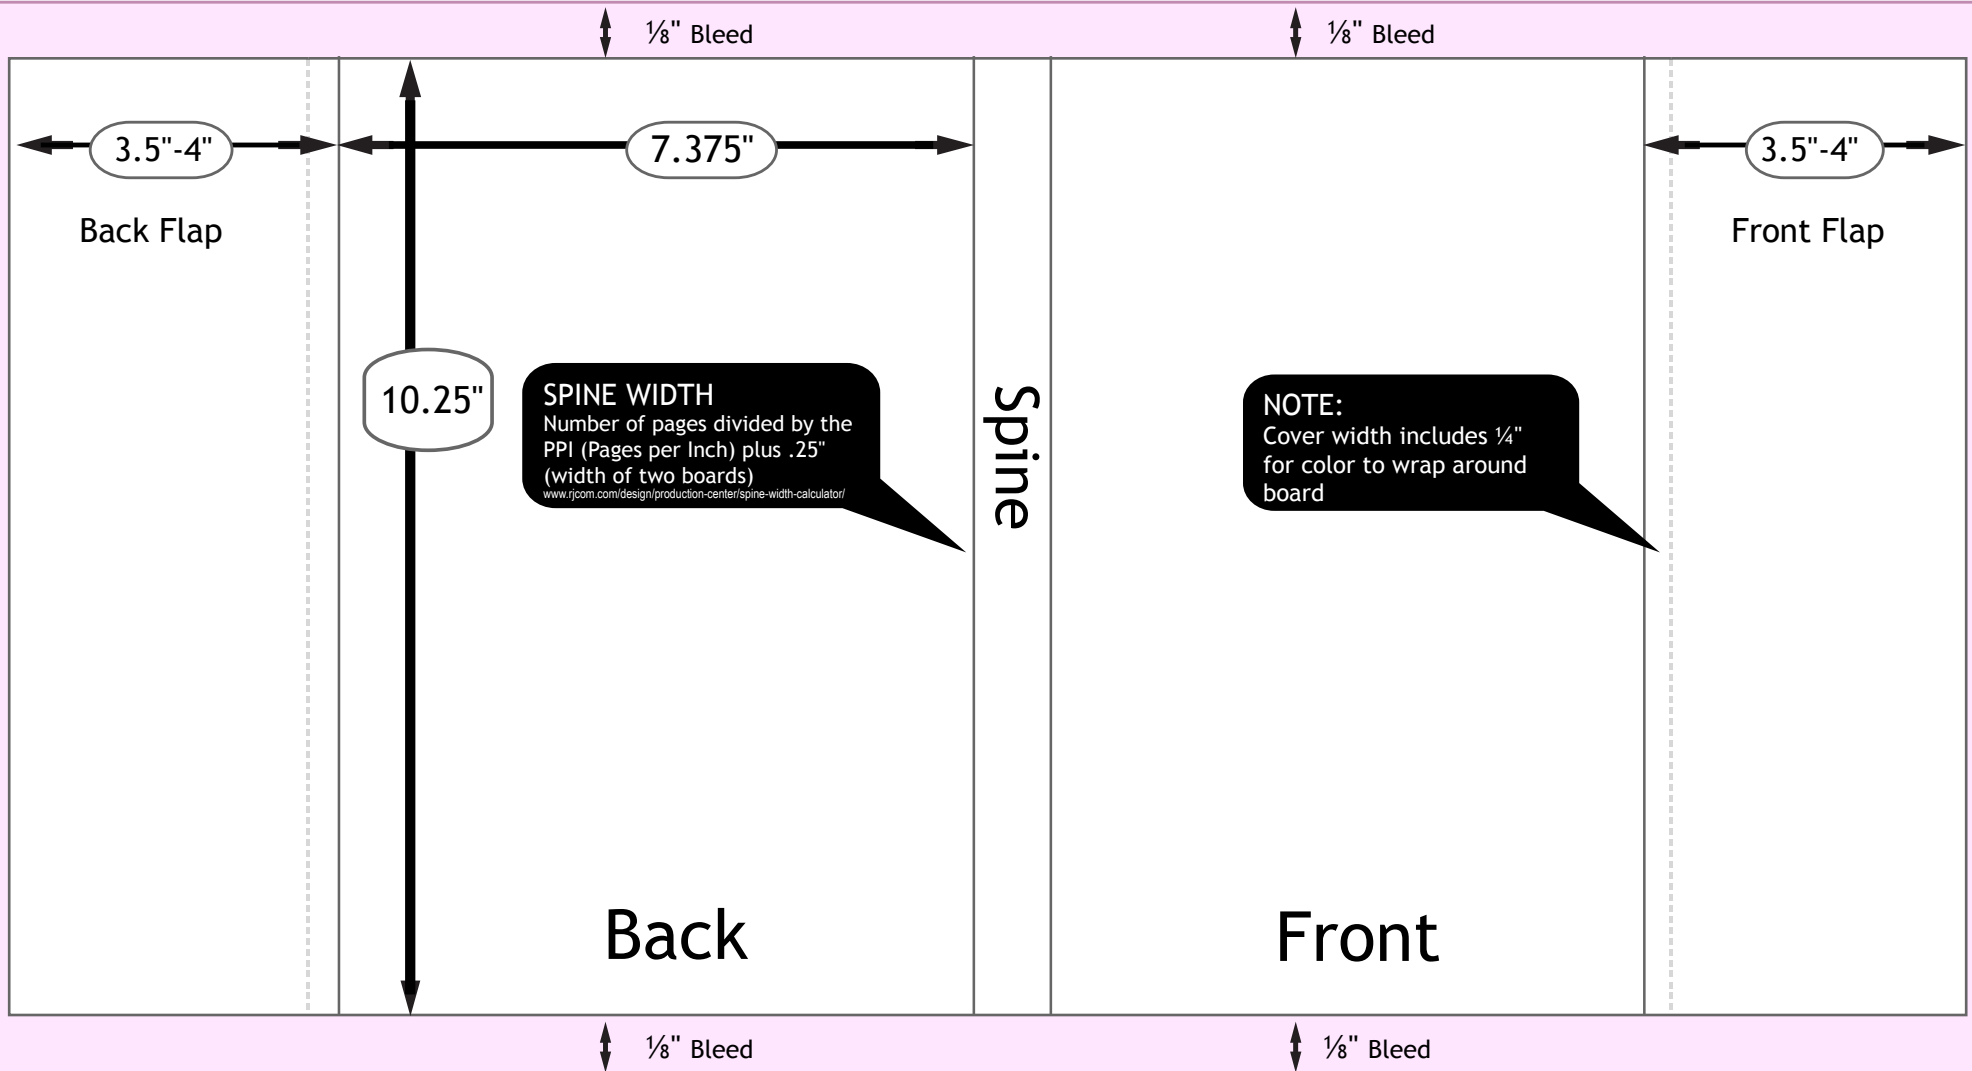 ⅛" Bleed
⅛" Bleed
3.5"-4"
7.375"
3.5"-4"
Back Flap
Front Flap
10.25"
SPINE WIDTH
Number of pages divided by the
PPI (Pages per Inch) plus .25"
(width of two boards)
www.rjcom.com/design/production-center/spine-width-calculator/
Spine
NOTE:
Cover width includes ¼"
for color to wrap around
board
Back
Front
⅛" Bleed
⅛" Bleed